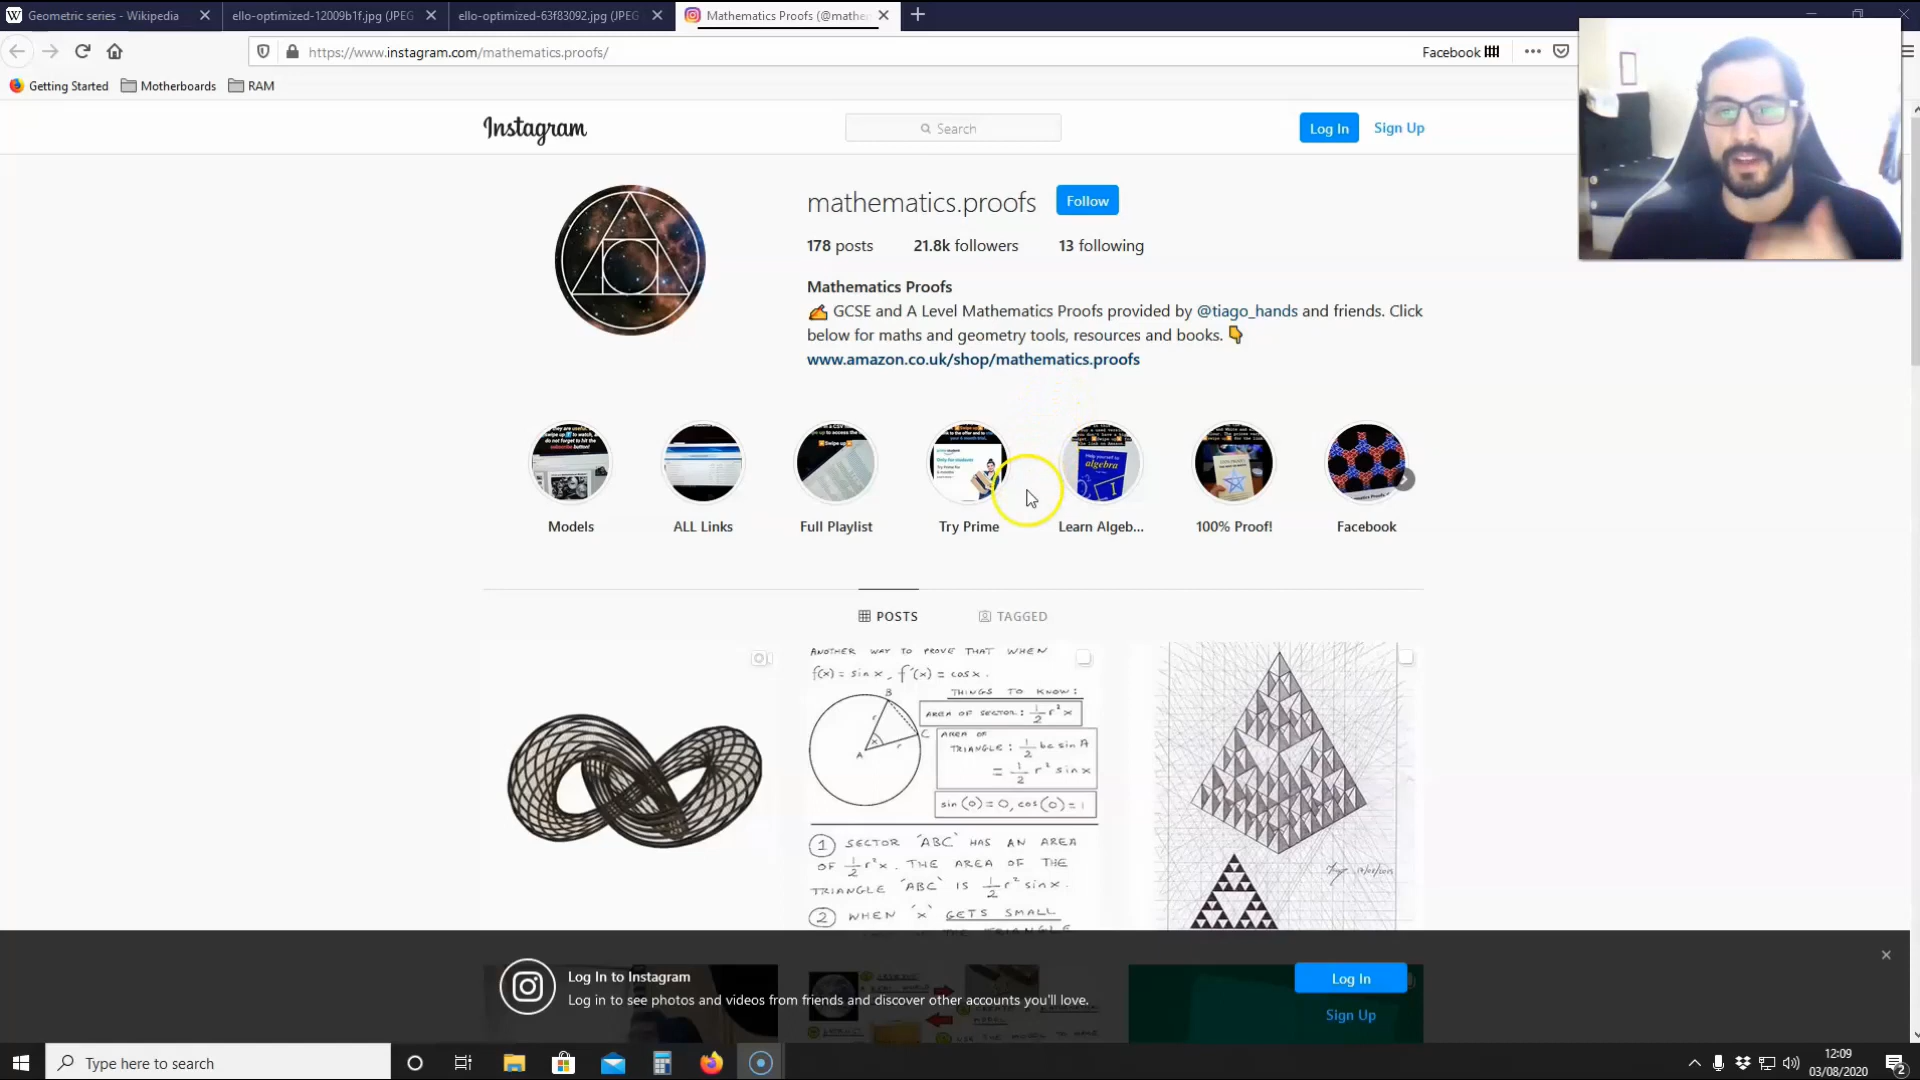 Geometric series - Wikipedia
ello-optimized-12009b1f.jpg (JPEG
ello-optimized-63f83092.jpg (JPEG
Mathematics Proofs (@mathe
https://www.instagram.com/mathematics.proofs/
Facebook
Getting Started
Motherboards
RAM
Instagram
Search
Log In
Sign Up
mathematics.proofs
Follow
178 posts
21.8k followers
13 following
Mathematics Proofs
✍ GCSE and A Level Mathematics Proofs provided by @tiago_hands and friends. Click
below for maths and geometry tools, resources and books. 👇
www.amazon.co.uk/shop/mathematics.proofs
Models
ALL Links
Full Playlist
Try Prime
Learn Algeb...
100% Proof!
Facebook
POSTS
TAGGED
ANOTHER WAY TO PROVE THAT WHEN
f(x) = sin x, f'(x) = cos x.
THINGS TO KNOW:
AREA OF SECTOR: 1/2 r² x
AREA OF
TRIANGLE: 1/2 bc sin A
= 1/2 r² sin x
sin(0) = 0, cos(0) = 1
B
r
C
x
A
r
1 SECTOR 'ABC' HAS AN AREA
OF 1/2 r² x. THE AREA OF THE
TRIANGLE 'ABC' IS 1/2 r² sin x.
2 WHEN 'x' GETS SMALL
Log In to Instagram
Log in to see photos and videos from friends and discover other accounts you'll love.
Log In
Sign Up
Type here to search
12:09
03/08/2020
2